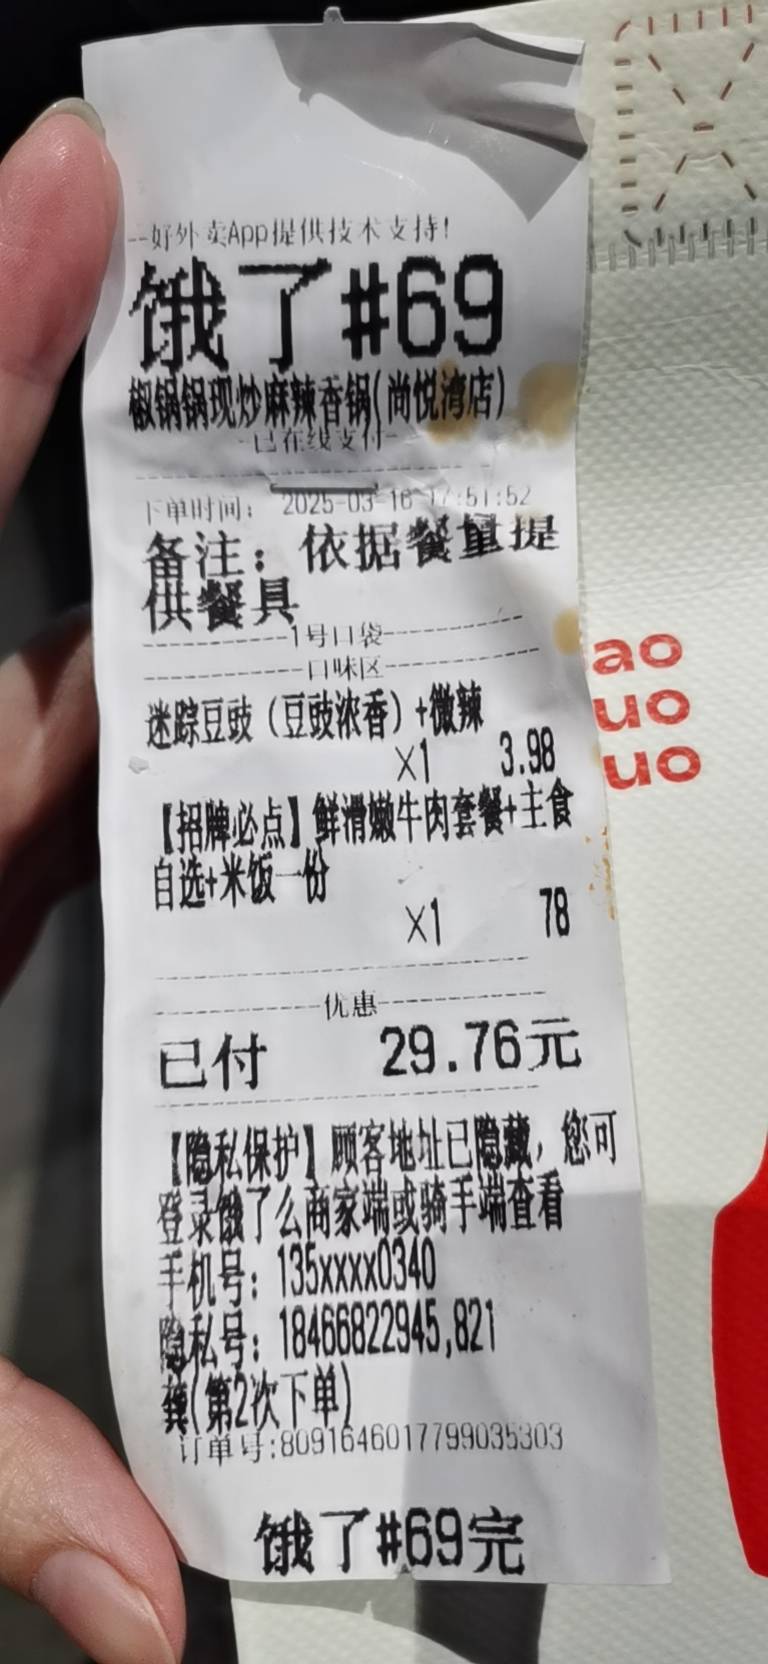 --好外卖App提供技术支持!
饿了#69
椒锅锅现炒麻辣香锅(尚悦湾店)
-已在线支付-
下单时间: 2025-03-16 17:51:52
备注: 依据餐量提
供餐具
1号口袋
口味区
迷踪豆豉（豆豉浓香）+微辣
X1 3.98
【招牌必点】鲜滑嫩牛肉套餐+主食
自选+米饭一份
X1 78
优惠
已付 29.76元
【隐私保护】顾客地址已隐藏，您可
登录饿了么商家端或骑手端查看
手机号: 135xxxx0340
隐私号: 18466822945,821
(第2次下单)
订单号:8091646017799035303
饿了#69完
ao
uo
uo